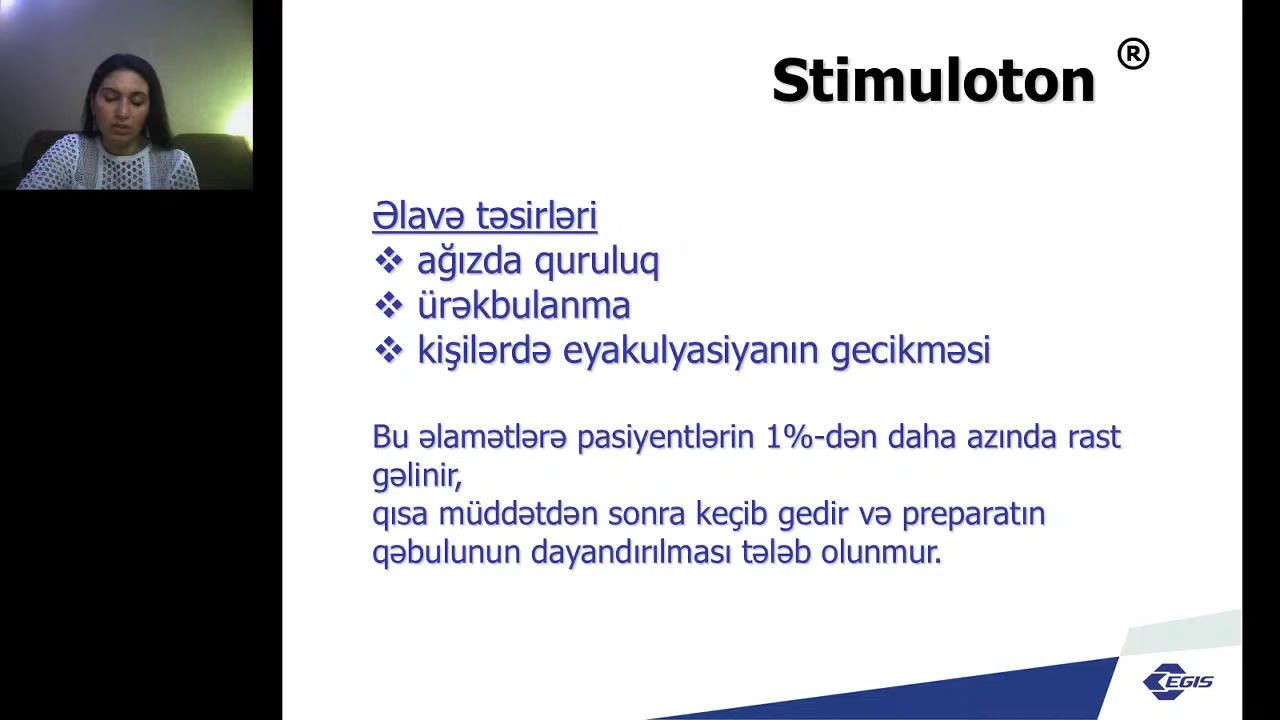 Stimuloton ®
Əlavə təsirləri
❖ ağızda quruluq
❖ ürəkbulanma
❖ kişilərdə eyakulyasiyanın gecikməsi
Bu əlamətlərə pasiyentlərin 1%-dən daha azında rast
gəlinir,
qısa müddətdən sonra keçib gedir və preparatın
qəbulunun dayandırılması tələb olunmur.
EGIS